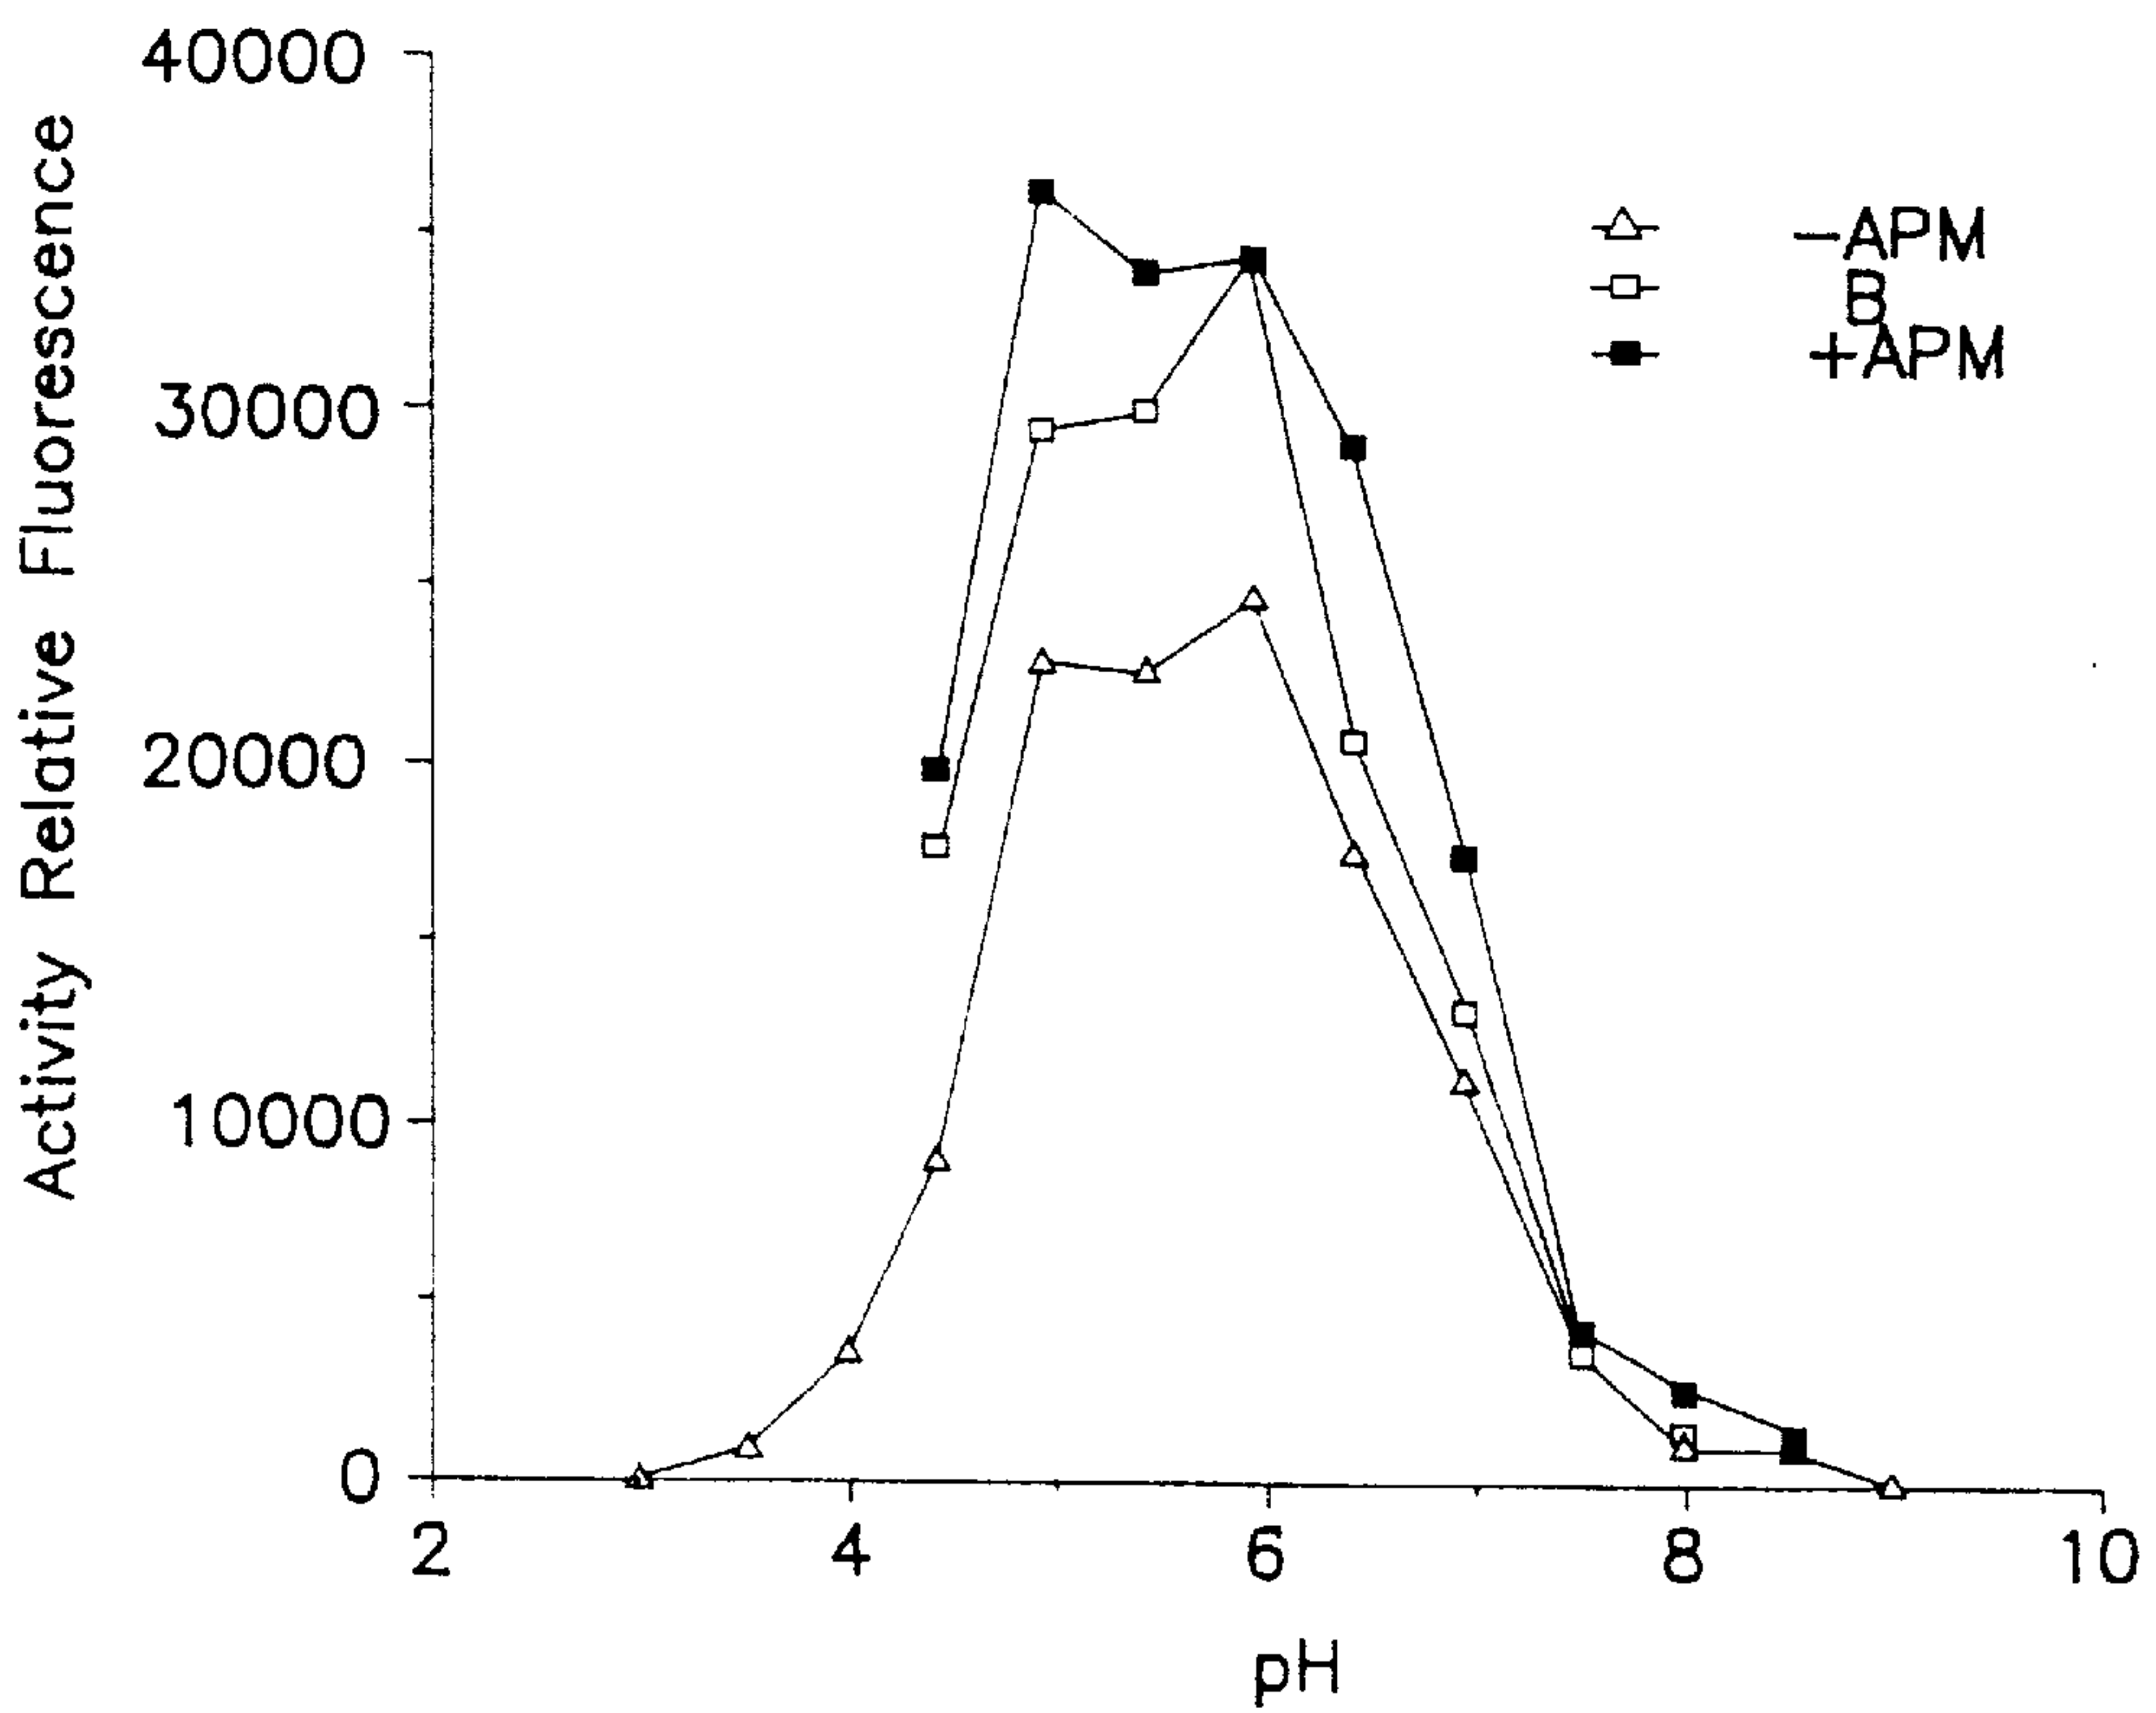 40000
30000
20000
10000
0
Activity Relative Fluorescence
2 4 6 8 10
pH
−APM
B
+APM